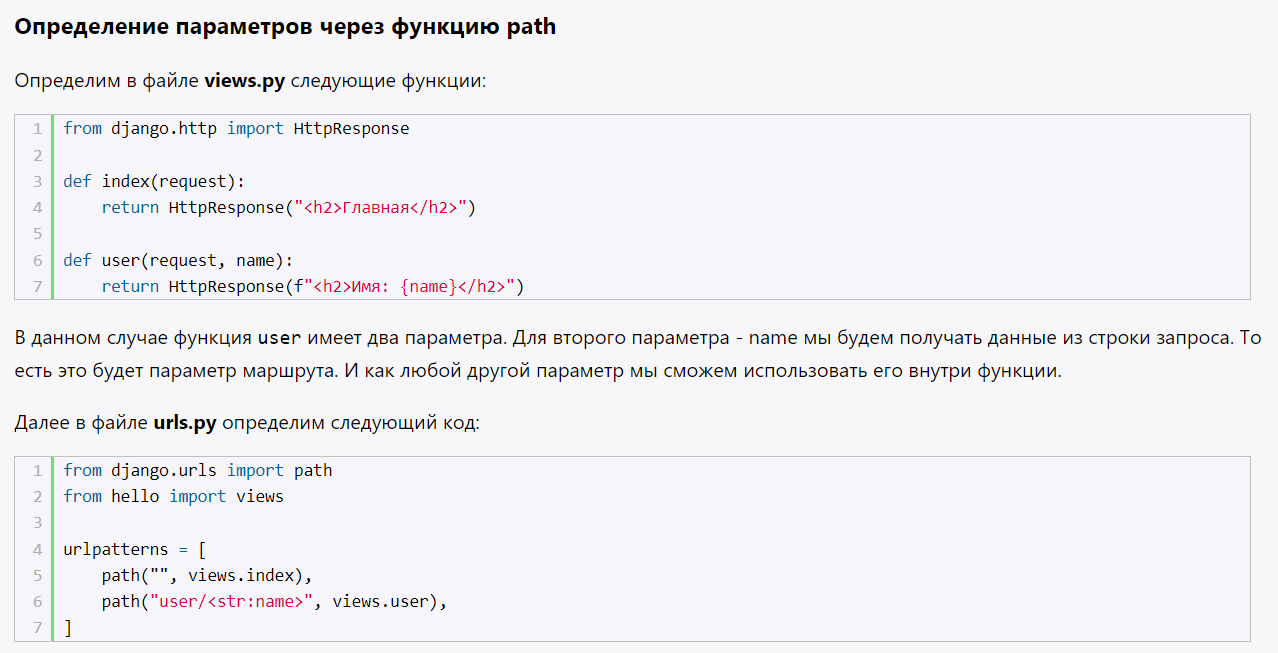 Определение параметров через функцию path
Определим в файле views.py следующие функции:
1 from django.http import HttpResponse
2
3 def index(request):
4     return HttpResponse("<h2>Главная</h2>")
5
6 def user(request, name):
7     return HttpResponse(f"<h2>Имя: {name}</h2>")
В данном случае функция user имеет два параметра. Для второго параметра - name мы будем получать данные из строки запроса. То
есть это будет параметр маршрута. И как любой другой параметр мы сможем использовать его внутри функции.
Далее в файле urls.py определим следующий код:
1 from django.urls import path
2 from hello import views
3
4 urlpatterns = [
5     path("", views.index),
6     path("user/<str:name>", views.user),
7 ]